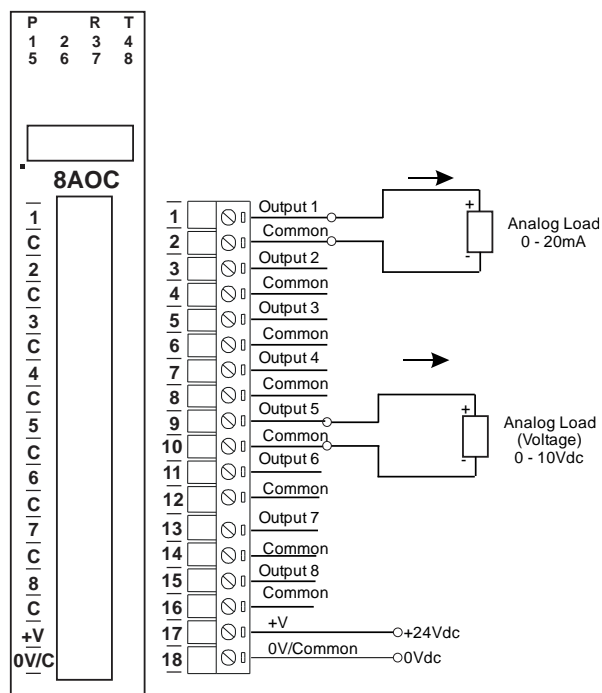 P R T
1 2 3 4
5 6 7 8
8AOC
1
C
2
C
3
C
4
C
5
C
6
C
7
C
8
C
+V
0V/C
1 Output 1
2 Common
3 Output 2
4 Common
5 Output 3
6 Common
7 Output 4
8 Common
9 Output 5
10 Common
11 Output 6
12 Common
13 Output 7
14 Common
15 Output 8
16 Common
17 +V +24Vdc
18 0V/Common 0Vdc
+
-
Analog Load
0 - 20mA
+
-
Analog Load
(Voltage)
0 - 10Vdc